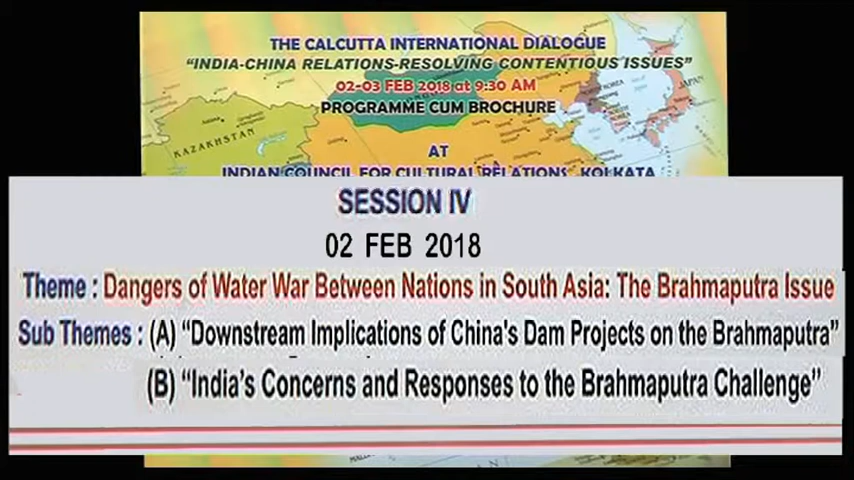 THE CALCUTTA INTERNATIONAL DIALOGUE
“INDIA-CHINA RELATIONS-RESOLVING CONTENTIOUS ISSUES”
02-03 FEB 2018 at 9:30 AM
PROGRAMME CUM BROCHURE
KAZAKHSTAN
JAPAN
AT
INDIAN COUNCIL FOR CULTURAL RELATIONS, KOLKATA
SESSION IV
02 FEB 2018
Theme : Dangers of Water War Between Nations in South Asia: The Brahmaputra Issue
Sub Themes : (A) “Downstream Implications of China's Dam Projects on the Brahmaputra”
(B) “India’s Concerns and Responses to the Brahmaputra Challenge”